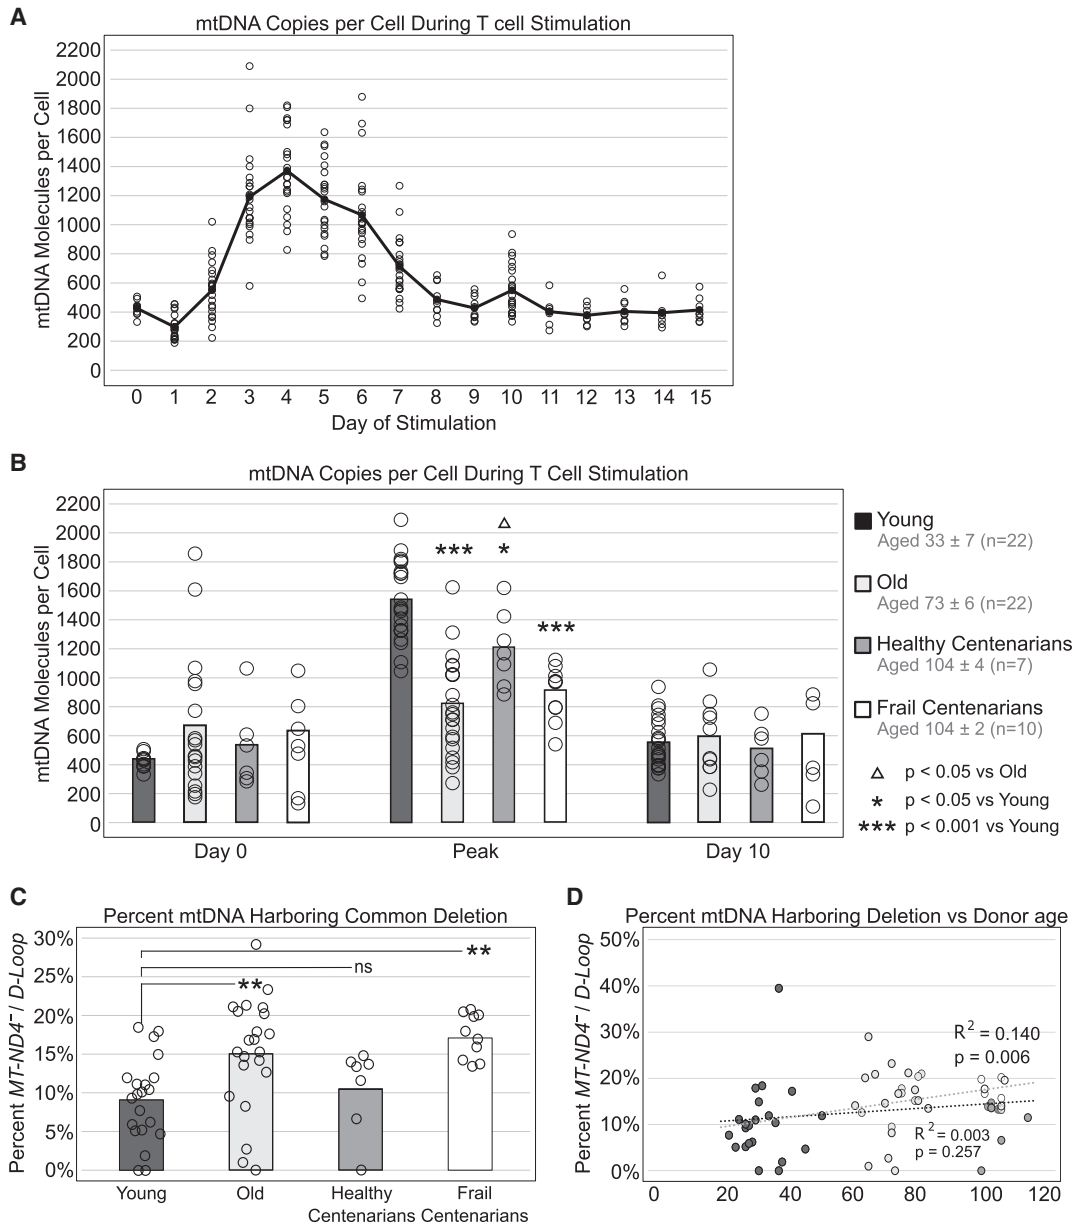 A
mtDNA Copies per Cell During T cell Stimulation
mtDNA Molecules per Cell
2200
2000
1800
1600
1400
1200
1000
800
600
400
200
0
0 1 2 3 4 5 6 7 8 9 10 11 12 13 14 15
Day of Stimulation
B
mtDNA Copies per Cell During T Cell Stimulation
mtDNA Molecules per Cell
2200
2000
1800
1600
1400
1200
1000
800
600
400
200
0
△
*** *
***
Day 0 Peak Day 10
Young
Aged 33 ± 7 (n=22)
Old
Aged 73 ± 6 (n=22)
Healthy Centenarians
Aged 104 ± 4 (n=7)
Frail Centenarians
Aged 104 ± 2 (n=10)
△ p < 0.05 vs Old
* p < 0.05 vs Young
*** p < 0.001 vs Young
C
Percent mtDNA Harboring Common Deletion
Percent MT-ND4⁻ / D-Loop
30%
25%
20%
15%
10%
5%
0%
**
ns
**
Young Old Healthy Frail
Centenarians Centenarians
D
Percent mtDNA Harboring Deletion vs Donor age
Percent MT-ND4⁻ / D-Loop
50%
40%
30%
20%
10%
0%
R² = 0.140
p = 0.006
R² = 0.003
p = 0.257
0 20 40 60 80 100 120